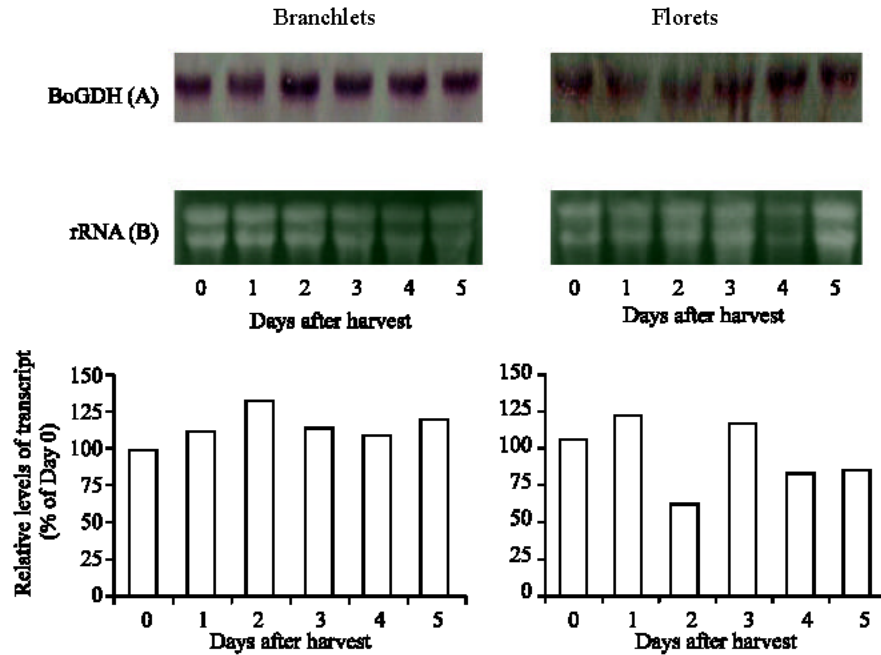 Branchlets
Florets
BoGDH (A)
rRNA (B)
0 1 2 3 4 5
0 1 2 3 4 5
Days after harvest
Days after harvest
Relative levels of transcript
(% of Day 0)
150
125
100
75
50
25
0
0 1 2 3 4 5
Days after harvest
150
125
100
75
50
25
0
0 1 2 3 4 5
Days after harvest